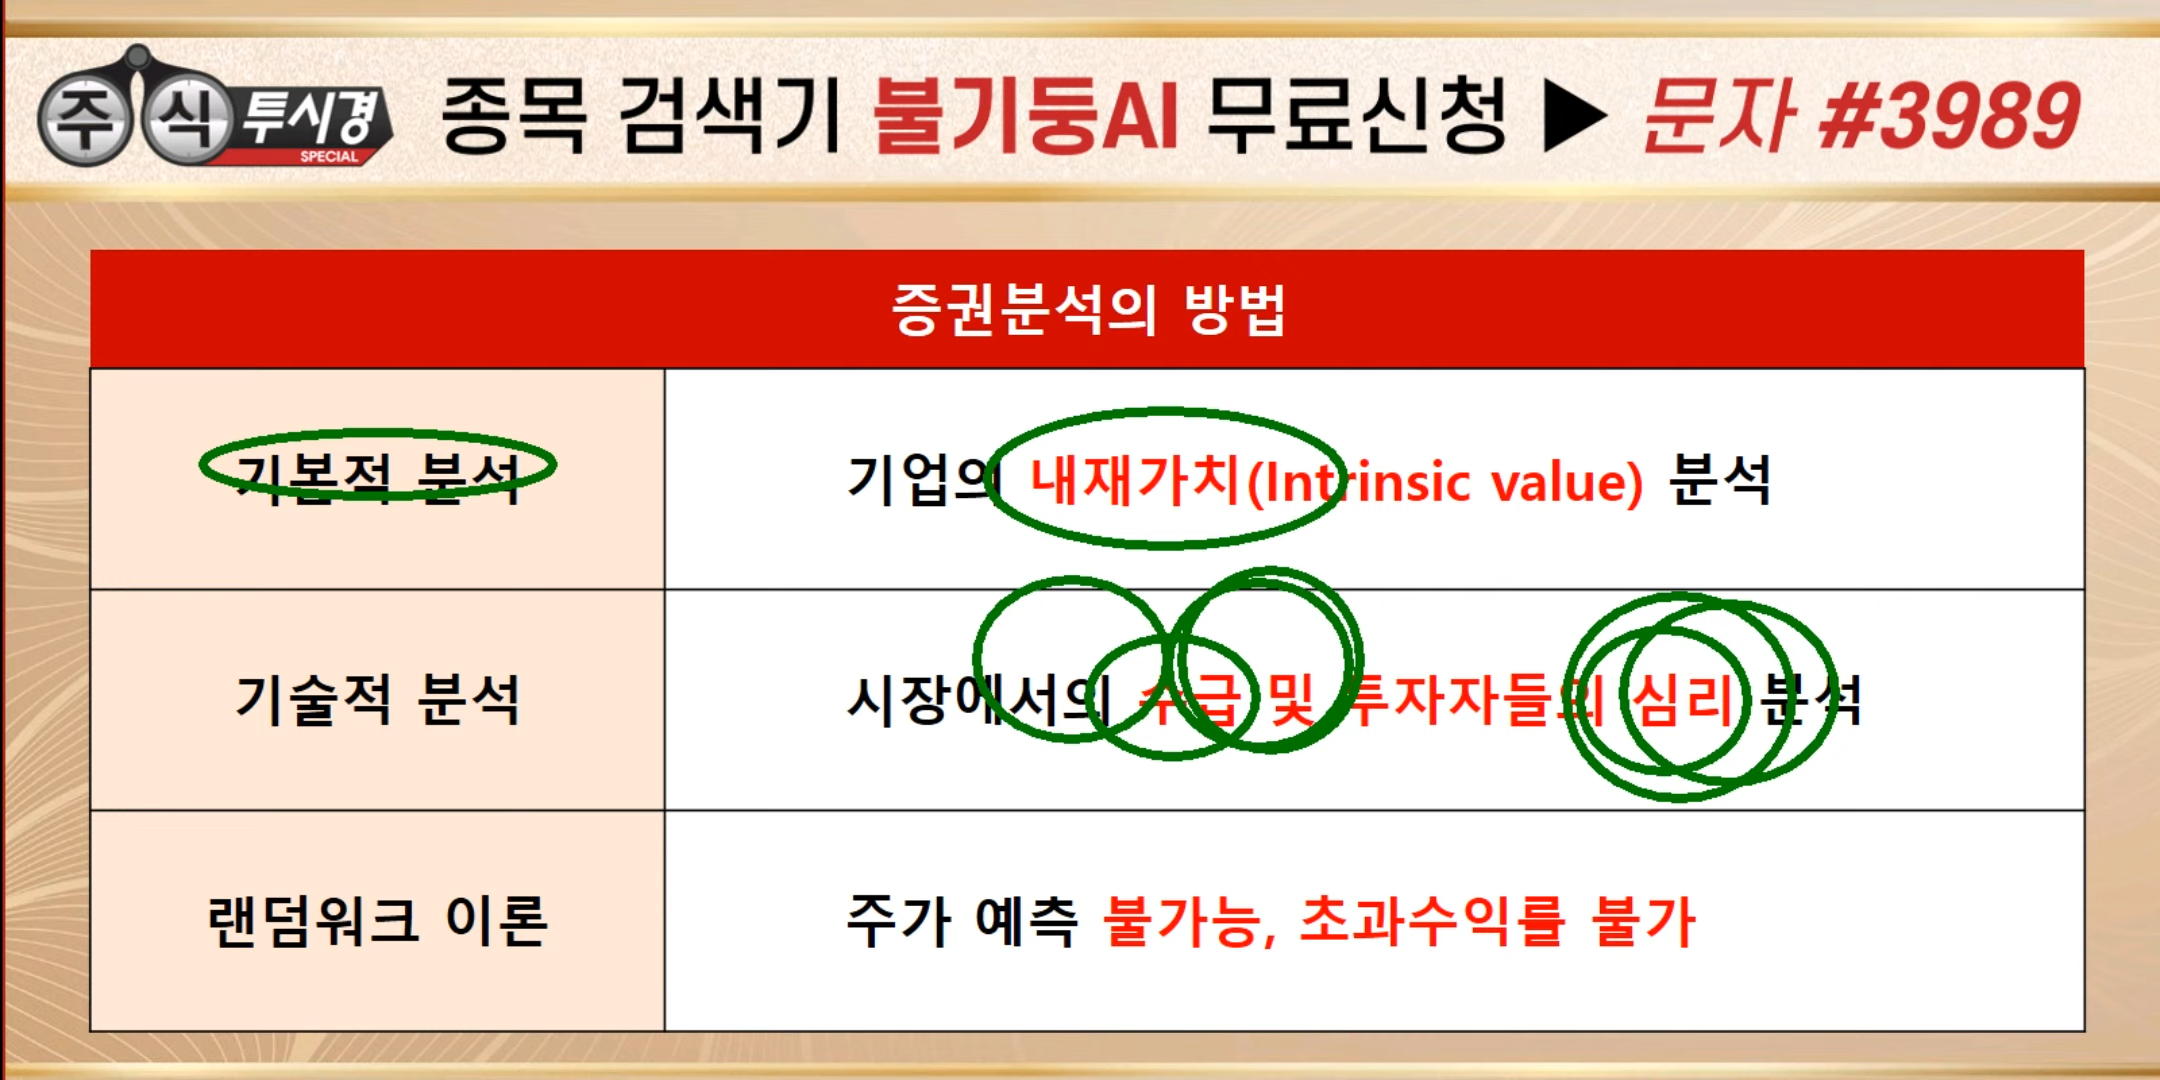 주식투시경
SPECIAL
종목 검색기 불기둥AI 무료신청 ▶ 문자 #3989
증권분석의 방법
기본적 분석
기업의 내재가치(Intrinsic value) 분석
기술적 분석
시장에서의 수급 및 투자자들의 심리 분석
랜덤워크 이론
주가 예측 불가능, 초과수익률 불가